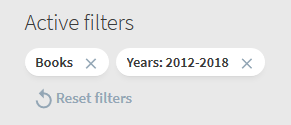 Active filters
Books × Years: 2012-2018 ×
Reset filters